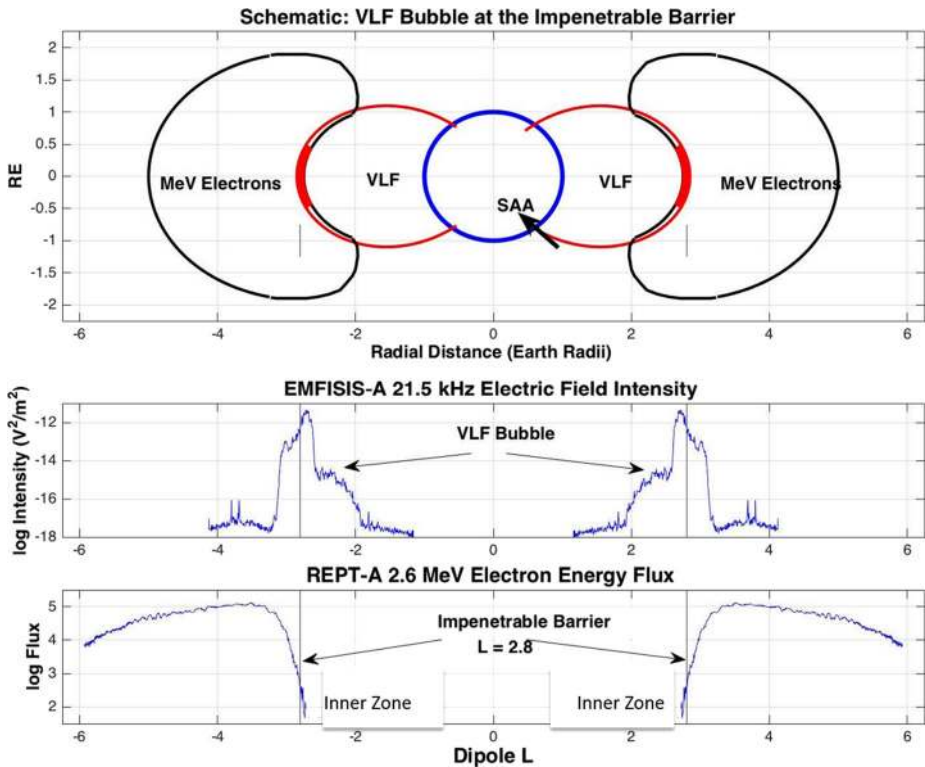 Schematic: VLF Bubble at the Impenetrable Barrier
2
1.5
1
0.5
0
-0.5
-1
-1.5
-2
RE
MeV Electrons
VLF
SAA
VLF
MeV Electrons
-6
-4
-2
0
2
4
6
Radial Distance (Earth Radii)
EMFISIS-A 21.5 kHz Electric Field Intensity
log Intensity (V²/m²)
-12
-14
-16
-18
VLF Bubble
-6
-4
-2
0
2
4
6
REPT-A 2.6 MeV Electron Energy Flux
log Flux
5
4
3
2
Impenetrable Barrier
L = 2.8
Inner Zone
Inner Zone
-6
-4
-2
0
2
4
6
Dipole L